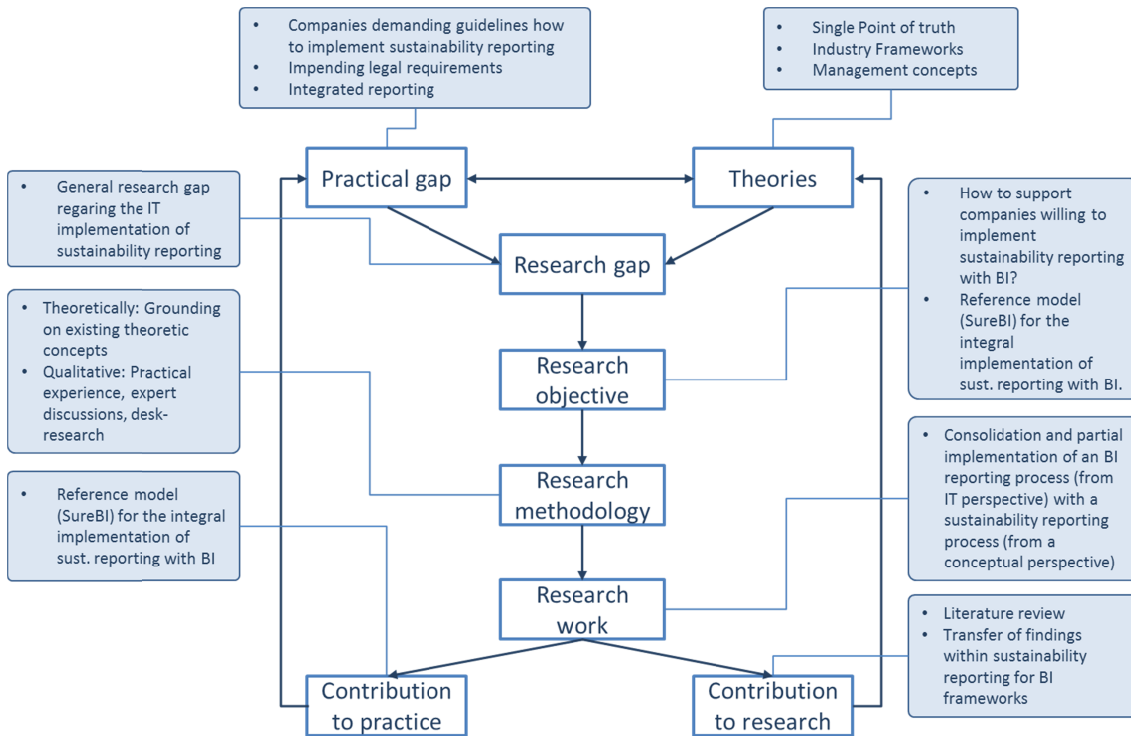 • Companies demanding guidelines how
to implement sustainability reporting
• Impending legal requirements
• Integrated reporting
• Single Point of truth
• Industry Frameworks
• Management concepts
Practical gap
Theories
• General research gap
regaring the IT
implementation of
sustainability reporting
• How to support
companies willing to
implement
sustainability reporting
with BI?
• Reference model
(SureBI) for the
integral
implementation of
sust. reporting with BI.
Research gap
• Theoretically: Grounding
on existing theoretic
concepts
• Qualitative: Practical
experience, expert
discussions, desk-
research
Research
objective
• Consolidation and partial
implementation of an BI
reporting process (from
IT perspective) with a
sustainability reporting
process (from a
conceptual perspective)
Research
methodology
• Reference model
(SureBI) for the integral
implementation of
sust. reporting with BI
Research
work
• Literature review
• Transfer of findings
within sustainability
reporting for BI
frameworks
Contribution
to practice
Contribution
to research